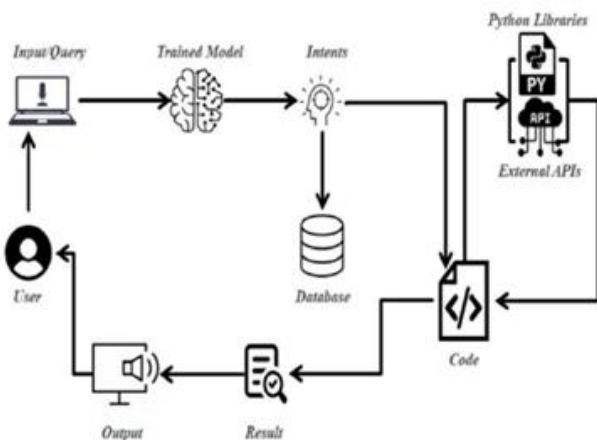 Python Libraries
Input/Query
Trained Model
Intents
PY
API
External APIs
User
Database
</>
Code
Output
Result